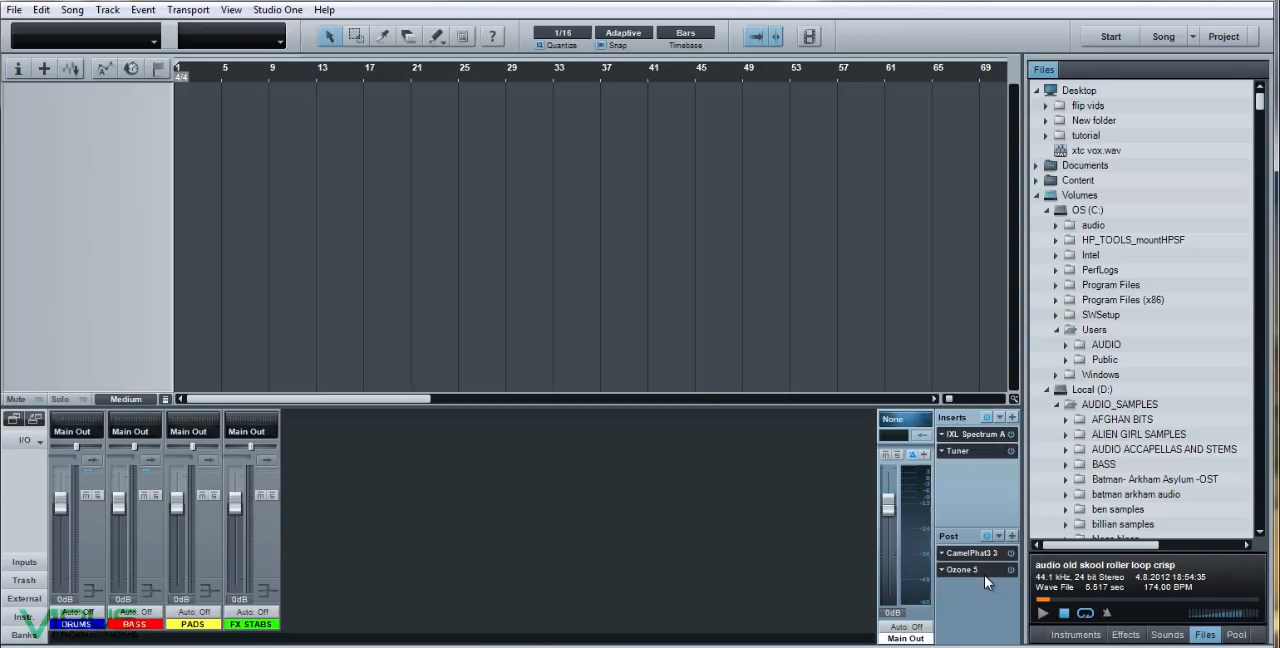 File Edit Song Track Event Transport View Studio One Help
1/16 Adaptive Bars
Quantize Snap Timebase
Start Song Project
1 5 9 13 17 21 25 29 33 37 41 45 49 53 57 61 65 69
4/4
Files
Desktop
flip vids
New folder
tutorial
xtc vox.wav
Documents
Content
Volumes
OS (C:)
audio
HP_TOOLS_mountHPSF
Intel
PerfLogs
Program Files
Program Files (x86)
SWSetup
Users
AUDIO
Public
Windows
Local (D:)
AUDIO_SAMPLES
AFGHAN BITS
ALIEN GIRL SAMPLES
AUDIO ACCAPELLAS AND STEMS
BASS
Batman- Arkham Asylum -OST
batman arkham audio
ben samples
billian samples
Mute Solo Medium
I/O
Main Out Main Out Main Out Main Out
None
Inserts
IXL Spectrum A
Tuner
Post
CamelPhat3 3
Ozone 5
Inputs
Trash
External
Instr.
Banks
0dB 0dB 0dB 0dB 0dB
Auto: Off Auto: Off Auto: Off Auto: Off Auto: Off
DRUMS BASS PADS FX STABS Main Out
audio old skool roller loop crisp
44.1 kHz, 24 bit Stereo 4.8.2012 18:54:35
Wave File 5.517 sec 174.00 BPM
Instruments Effects Sounds Files Pool